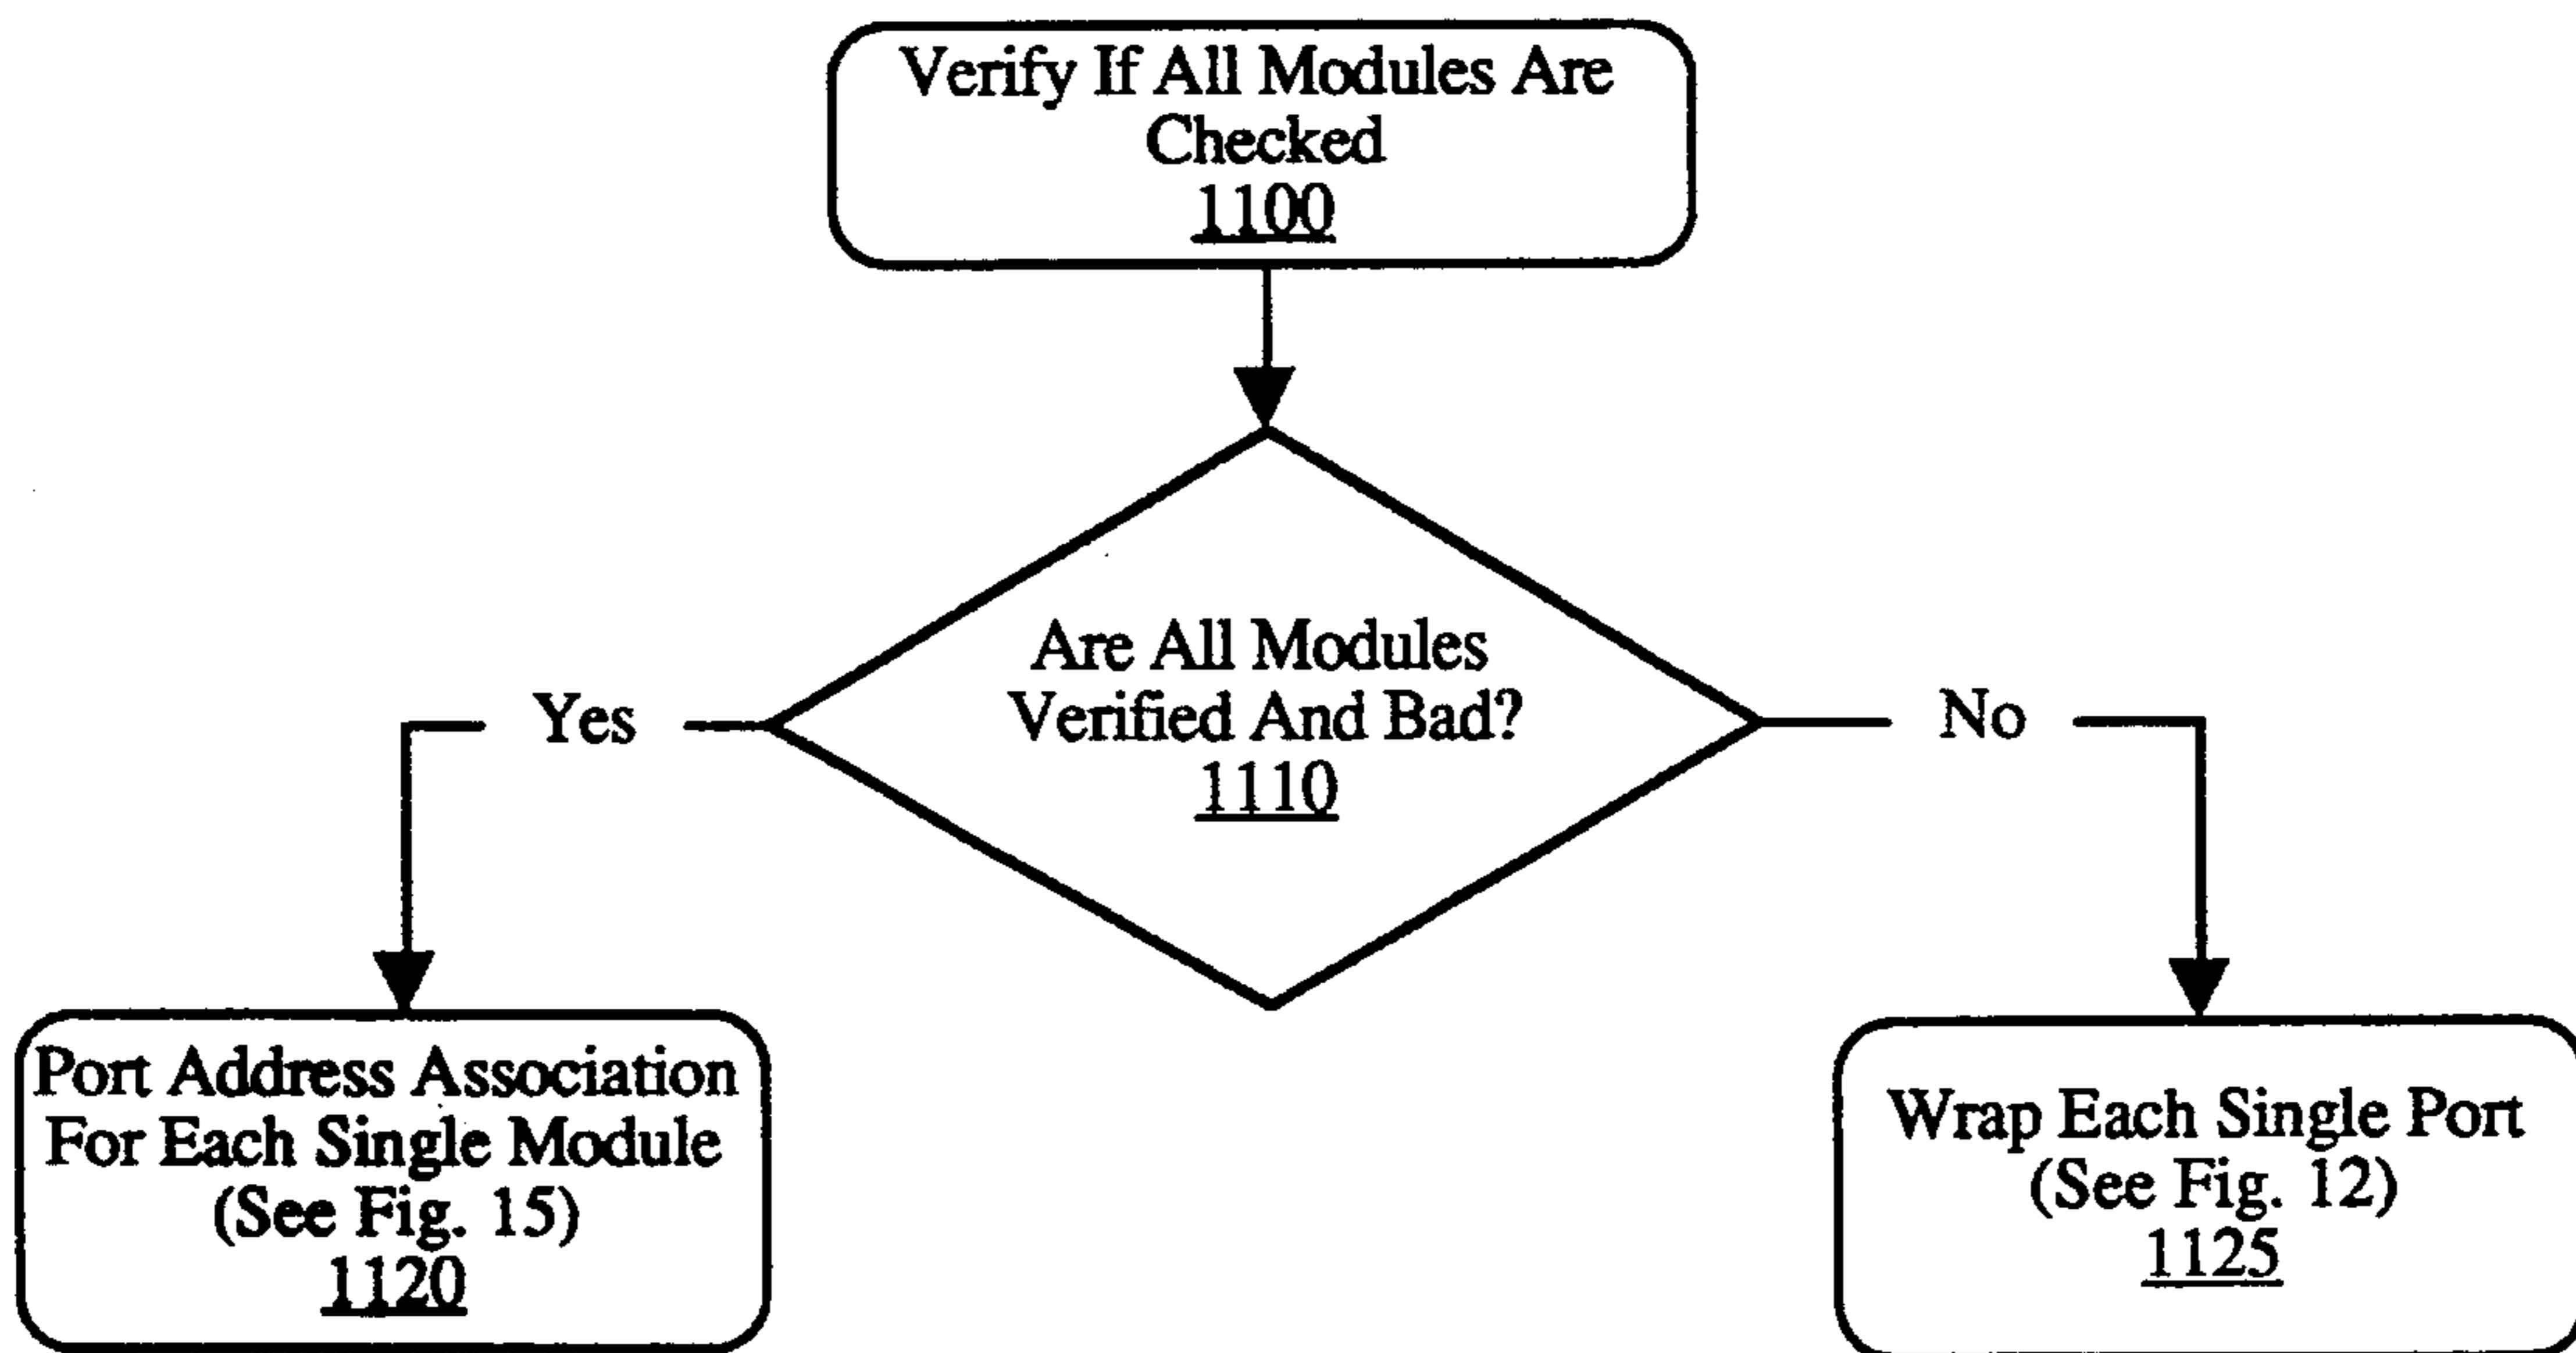 Verify If All Modules Are
Checked
1100
Are All Modules
Verified And Bad?
1110
Yes
No
Port Address Association
For Each Single Module
(See Fig. 15)
1120
Wrap Each Single Port
(See Fig. 12)
1125